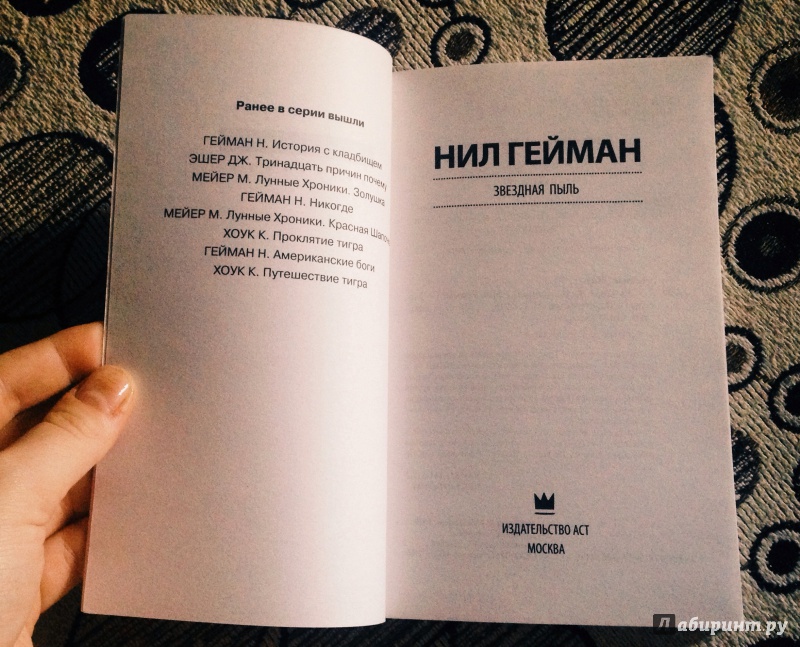 Ранее в серии вышли
ГЕЙМАН Н. История с кладбищем
ЭШЕР ДЖ. Тринадцать причин почему
МЕЙЕР М. Лунные Хроники. Золушка
ГЕЙМАН Н. Никогде
МЕЙЕР М. Лунные Хроники. Красная
ХОУК К. Проклятие тигра
ГЕЙМАН Н. Американские боги
ХОУК К. Путешествие тигра
НИЛ ГЕЙМАН
ЗВЕЗДНАЯ ПЫЛЬ
ИЗДАТЕЛЬСТВО АСТ
МОСКВА
Лабиринт.ру